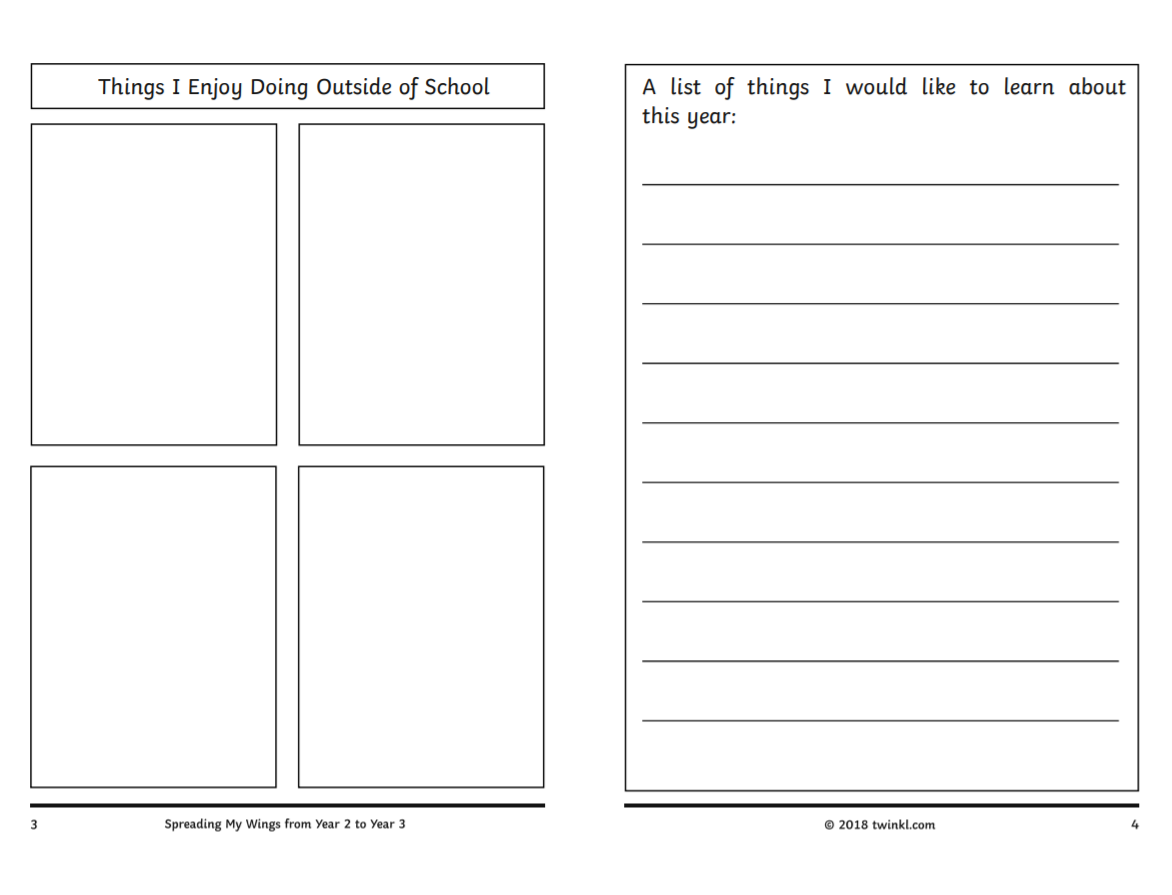 Things I Enjoy Doing Outside of School
3
Spreading My Wings from Year 2 to Year 3
A list of things I would like to learn about
this year:
© 2018 twinkl.com
4